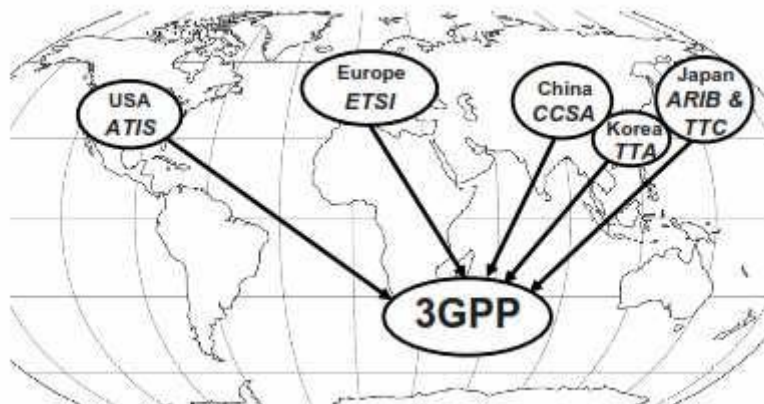 USA
ATIS
Europe
ETSI
China
CCSA
Korea
TTA
Japan
ARIB &
TTC
3GPP